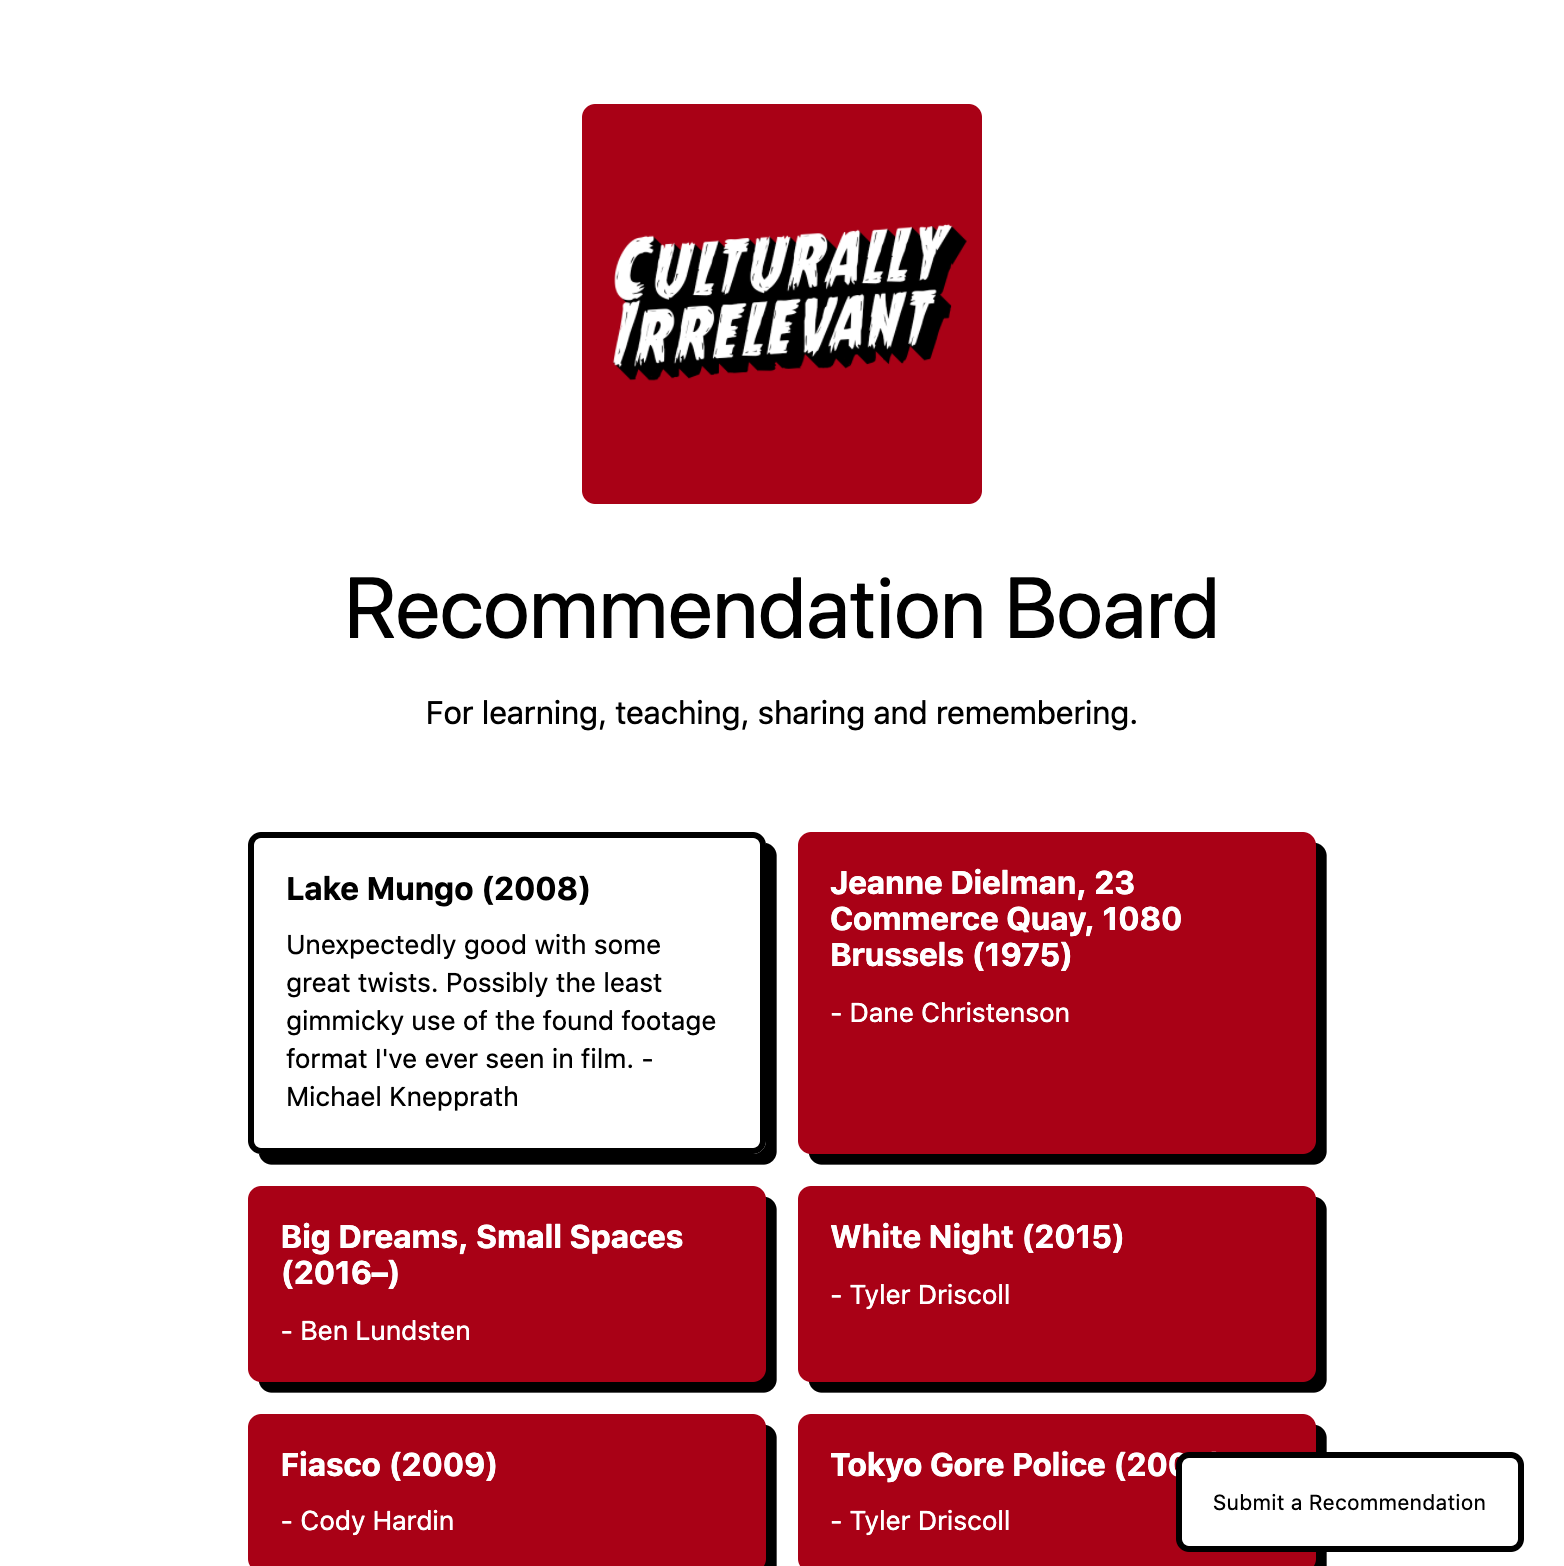 CULTURALLY
IRRELEVANT
Recommendation Board
For learning, teaching, sharing and remembering.
Lake Mungo (2008)
Unexpectedly good with some
great twists. Possibly the least
gimmicky use of the found footage
format I've ever seen in film. -
Michael Knepprath
Jeanne Dielman, 23
Commerce Quay, 1080
Brussels (1975)
- Dane Christenson
Big Dreams, Small Spaces
(2016–)
- Ben Lundsten
White Night (2015)
- Tyler Driscoll
Fiasco (2009)
- Cody Hardin
Tokyo Gore Police
- Tyler Driscoll
Submit a Recommendation